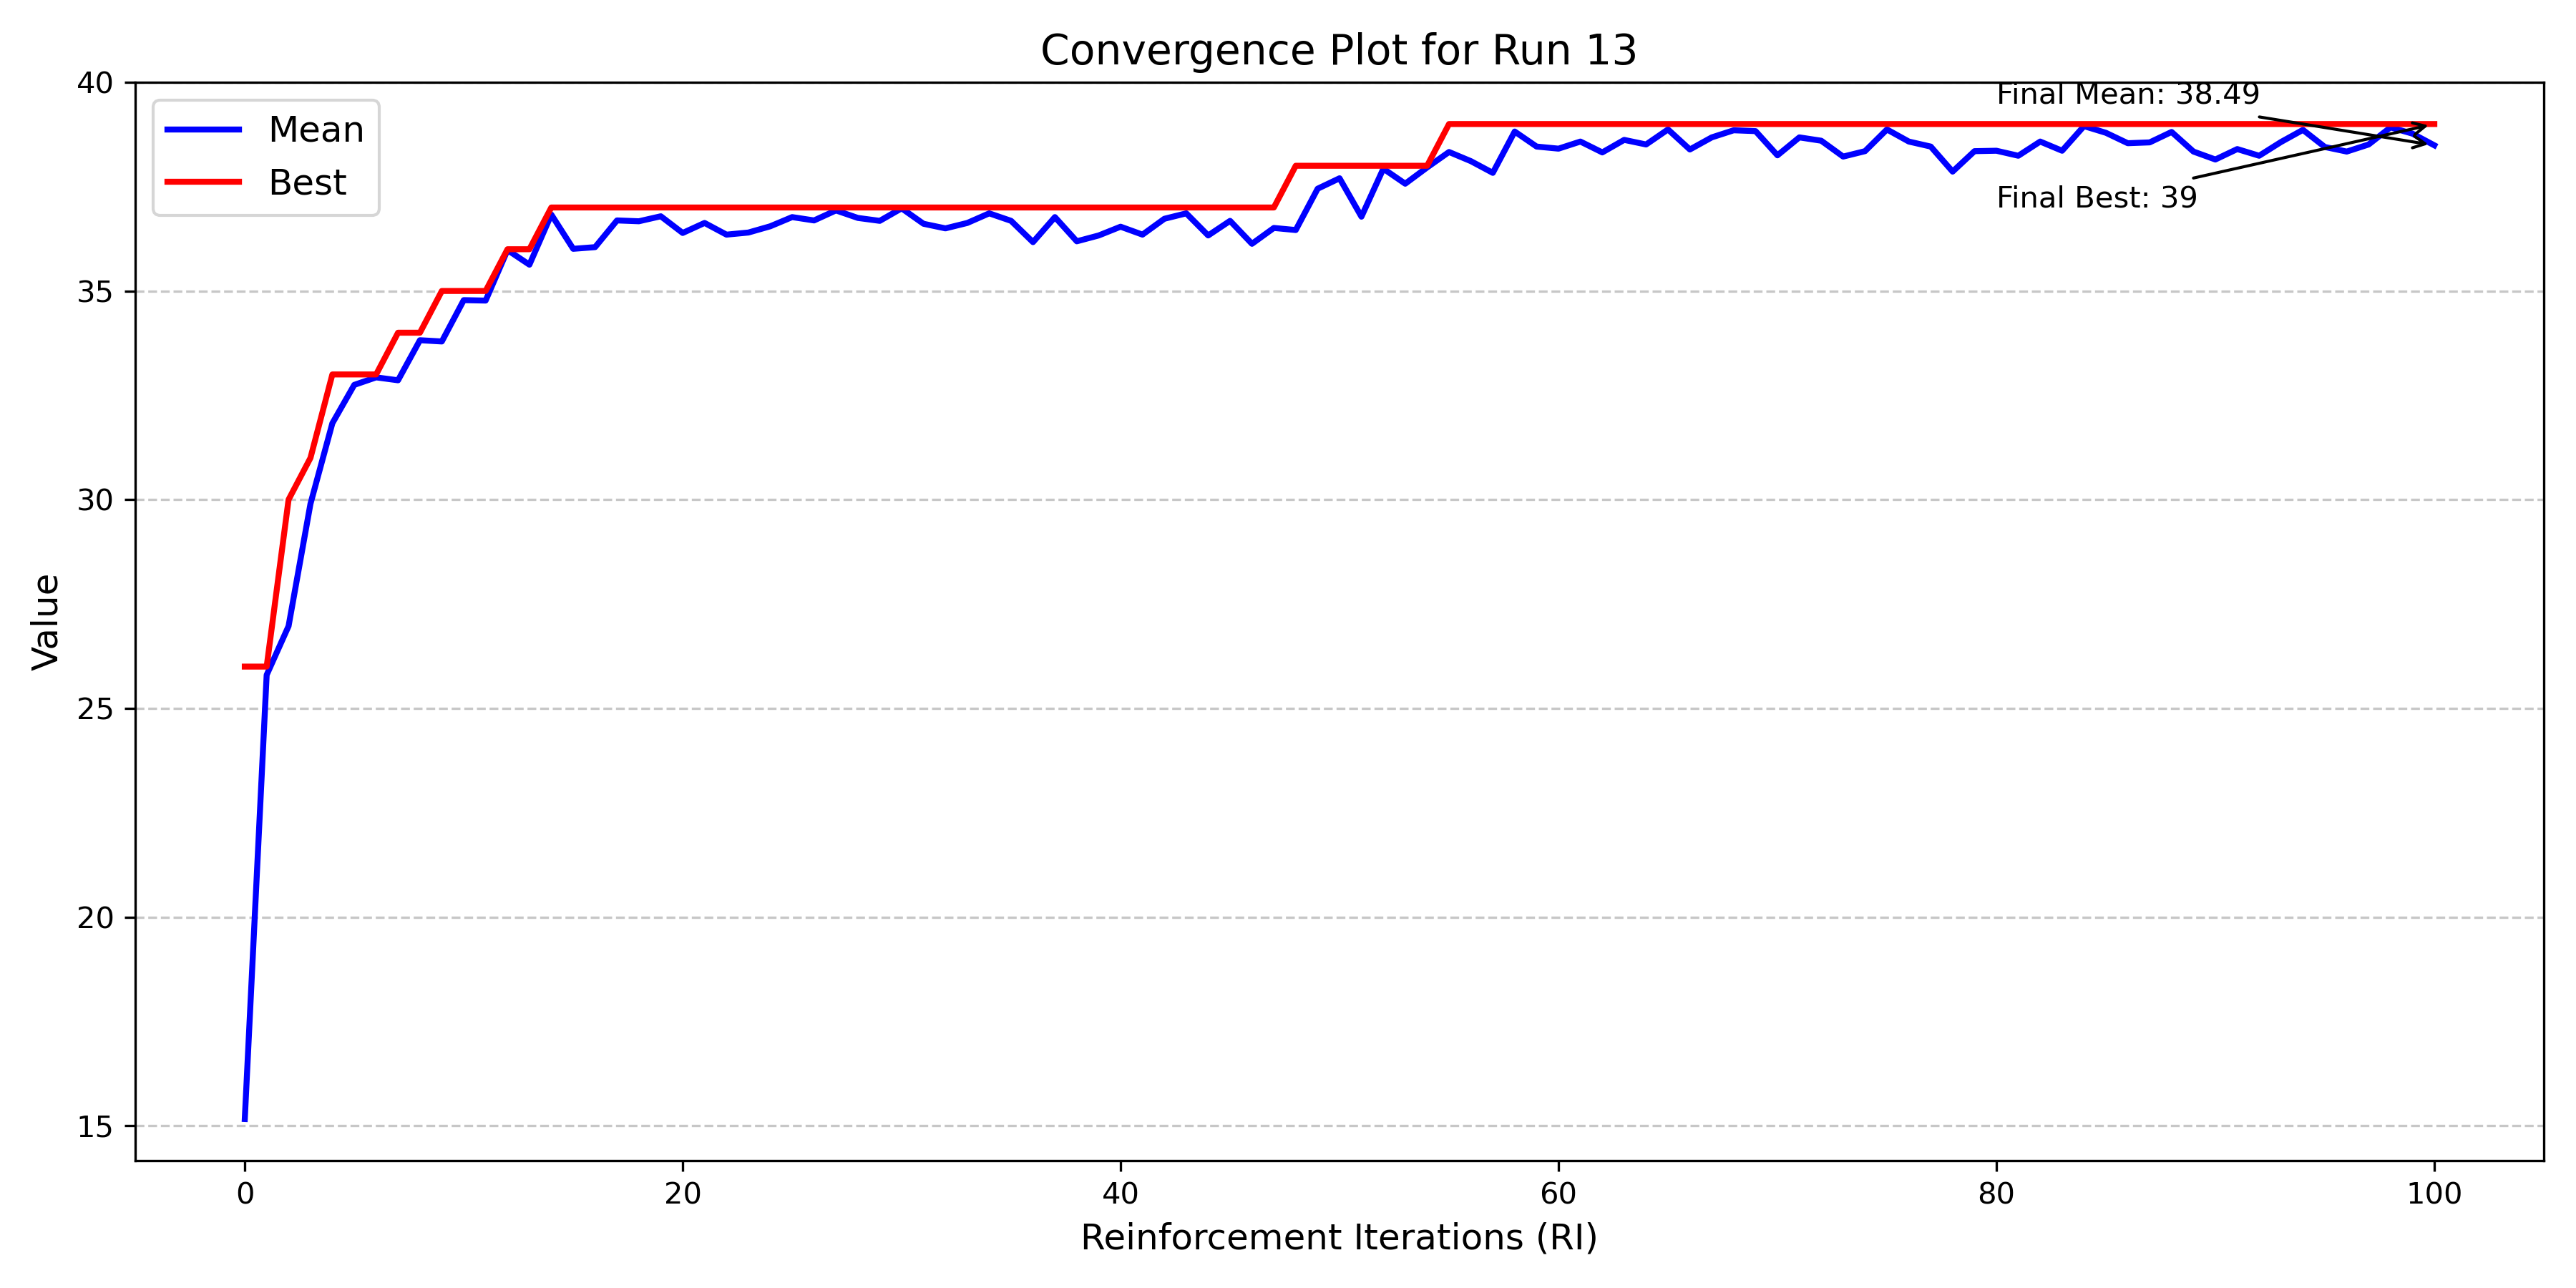 Convergence Plot for Run 13
Mean
Best
Final Mean: 38.49
Final Best: 39
Value
40
35
30
25
20
15
0 20 40 60 80 100
Reinforcement Iterations (RI)